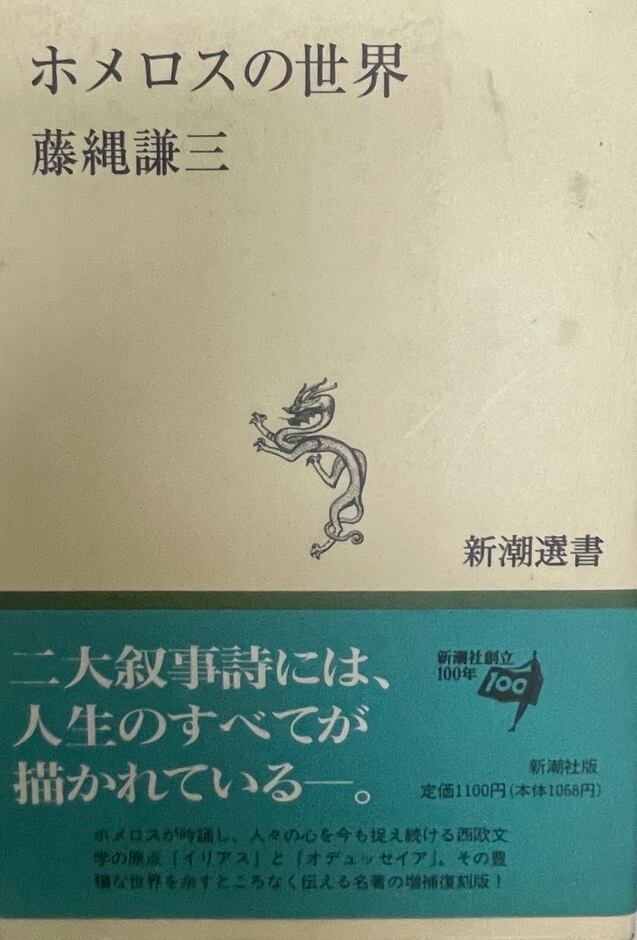 ホメロスの世界
藤縄謙三
新潮選書
二大叙事詩には、
人生のすべてが
描かれている―。
新潮社創立
100年
100
新潮社版
定価1100円(本体1068円)
ホメロスが吟誦し、人々の心を今も捉え続ける西欧文
学の原点『イリアス』と『オデュッセイア』。その豊
穣な世界を余すところなく伝える名著の増補復刻版!